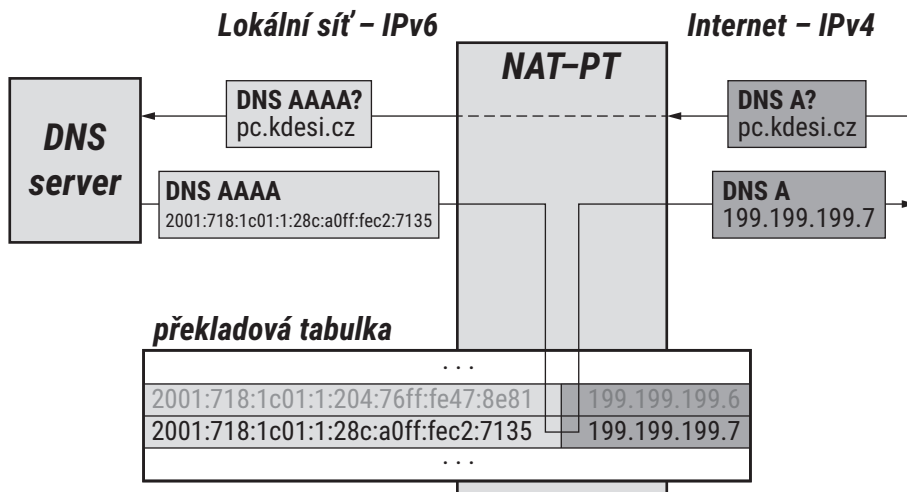 Lokální síť – IPv6
Internet – IPv4
NAT–PT
DNS AAAA?
pc.kdesi.cz
DNS A?
pc.kdesi.cz
DNS
server
DNS AAAA
2001:718:1c01:1:28c:a0ff:fec2:7135
DNS A
199.199.199.7
překladová tabulka
. . .
2001:718:1c01:1:204:76ff:fe47:8e81 199.199.199.6
2001:718:1c01:1:28c:a0ff:fec2:7135 199.199.199.7
. . .